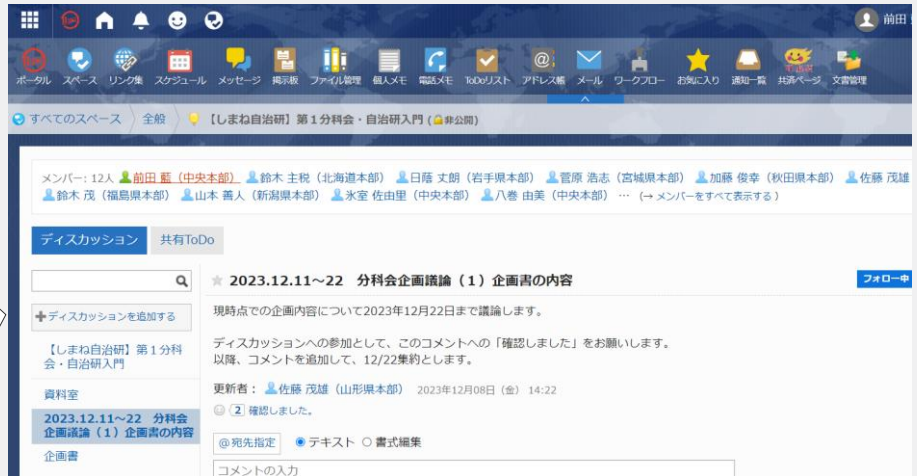 前田
ポータル スペース リンク集 スケジュール メッセージ 掲示板 ファイル管理 個人メモ 電話メモ ToDoリスト アドレス帳 メール ワークフロー お気に入り 通知一覧 共済ページ 文書管理
すべてのスペース 〉 全般 〉 【しまね自治研】第1分科会・自治研入門 (非公開)
メンバー: 12人 前田 藍（中央本部） 鈴木 主税（北海道本部） 日蔭 丈朗（岩手県本部） 菅原 浩志（宮城県本部） 加藤 俊幸（秋田県本部） 佐藤 茂雄
鈴木 茂（福島県本部） 山本 善人（新潟県本部） 氷室 佐由里（中央本部） 八巻 由美（中央本部） … （→ メンバーをすべて表示する）
ディスカッション 共有ToDo
★ 2023.12.11～22 分科会企画議論（1）企画書の内容 フォロー中
現時点での企画内容について2023年12月22日まで議論します。
＋ディスカッションを追加する
ディスカッションへの参加として、このコメントへの「確認しました」をお願いします。
以降、コメントを追加して、12/22集約とします。
【しまね自治研】第1分科
会・自治研入門
更新者： 佐藤 茂雄（山形県本部） 2023年12月08日（金） 14:22
資料室
2 確認しました。
2023.12.11～22 分科会
企画議論（1）企画書の内容
@宛先指定 テキスト 書式編集
企画書
コメントの入力